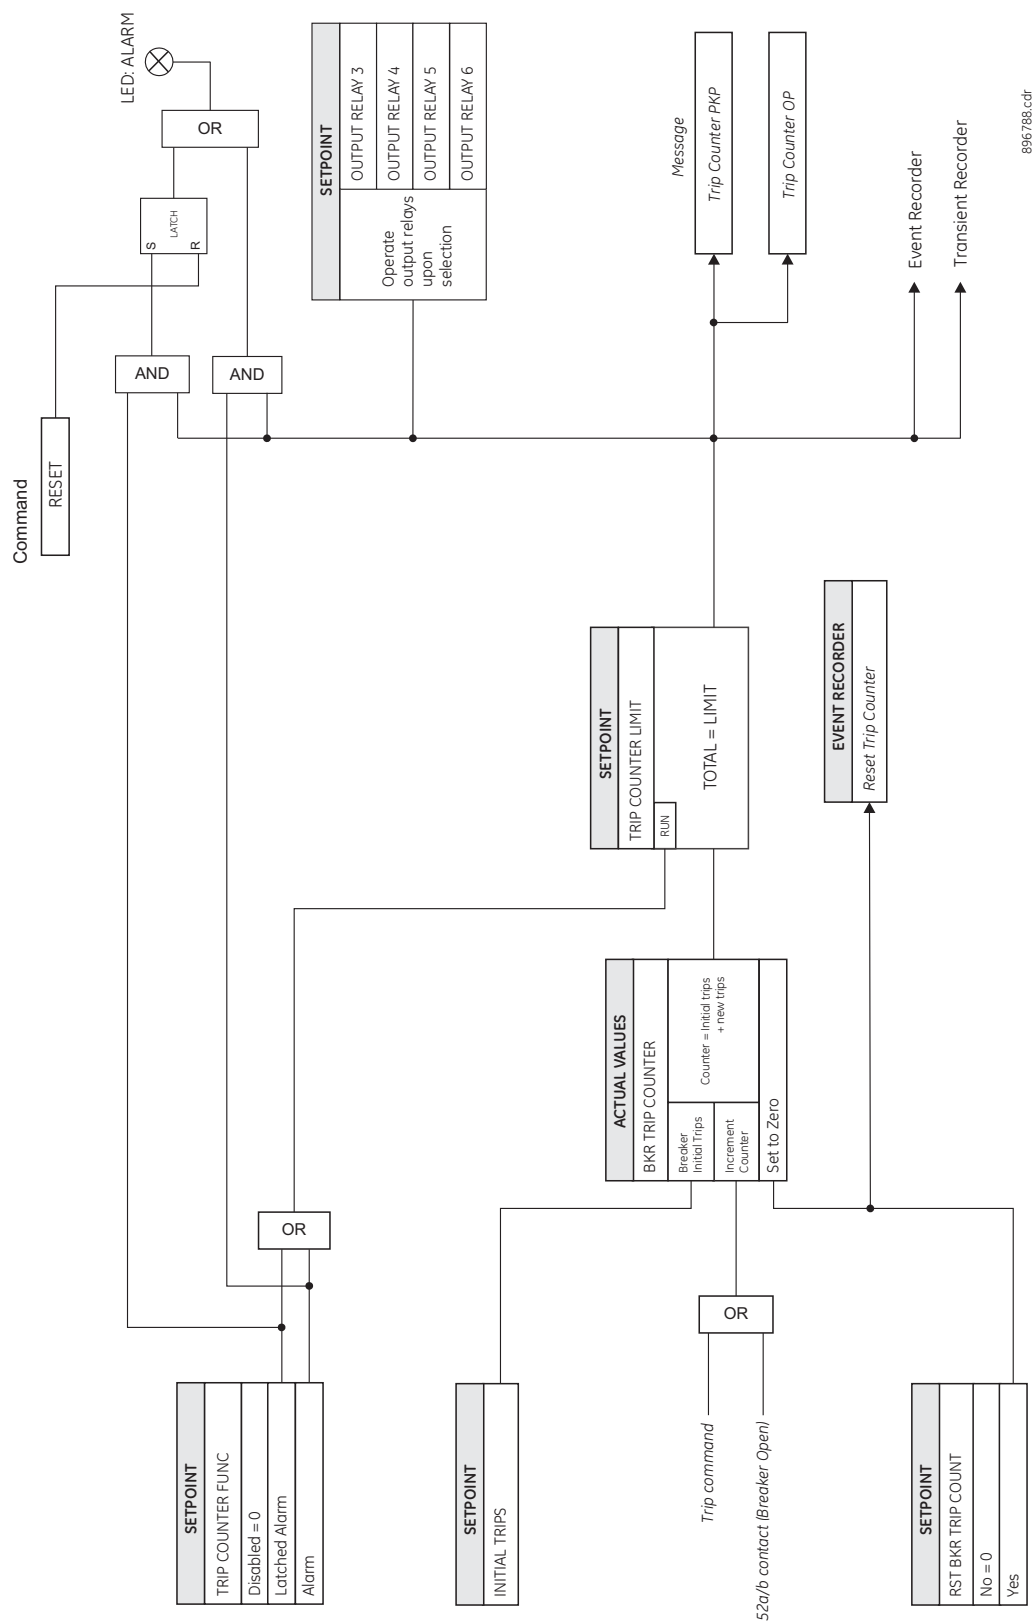 SETPOINT
TRIP COUNTER FUNC
Disabled = 0
Latched Alarm
Alarm
SETPOINT
INITIAL TRIPS
Trip command
52a/b contact (Breaker Open)
SETPOINT
RST BKR TRIP COUNT
No = 0
Yes
OR
OR
ACTUAL VALUES
BKR TRIP COUNTER
Breaker
Initial Trips
Increment
Counter
Counter = Initial trips
+ new trips
Set to Zero
SETPOINT
TRIP COUNTER LIMIT
RUN
TOTAL = LIMIT
EVENT RECORDER
Reset Trip Counter
Command
RESET
AND
AND
S
R
LATCH
OR
LED: ALARM
SETPOINT
Operate
output relays
upon
selection
OUTPUT RELAY 3
OUTPUT RELAY 4
OUTPUT RELAY 5
OUTPUT RELAY 6
Message
Trip Counter PKP
Trip Counter OP
Event Recorder
Transient Recorder
896788.cdr